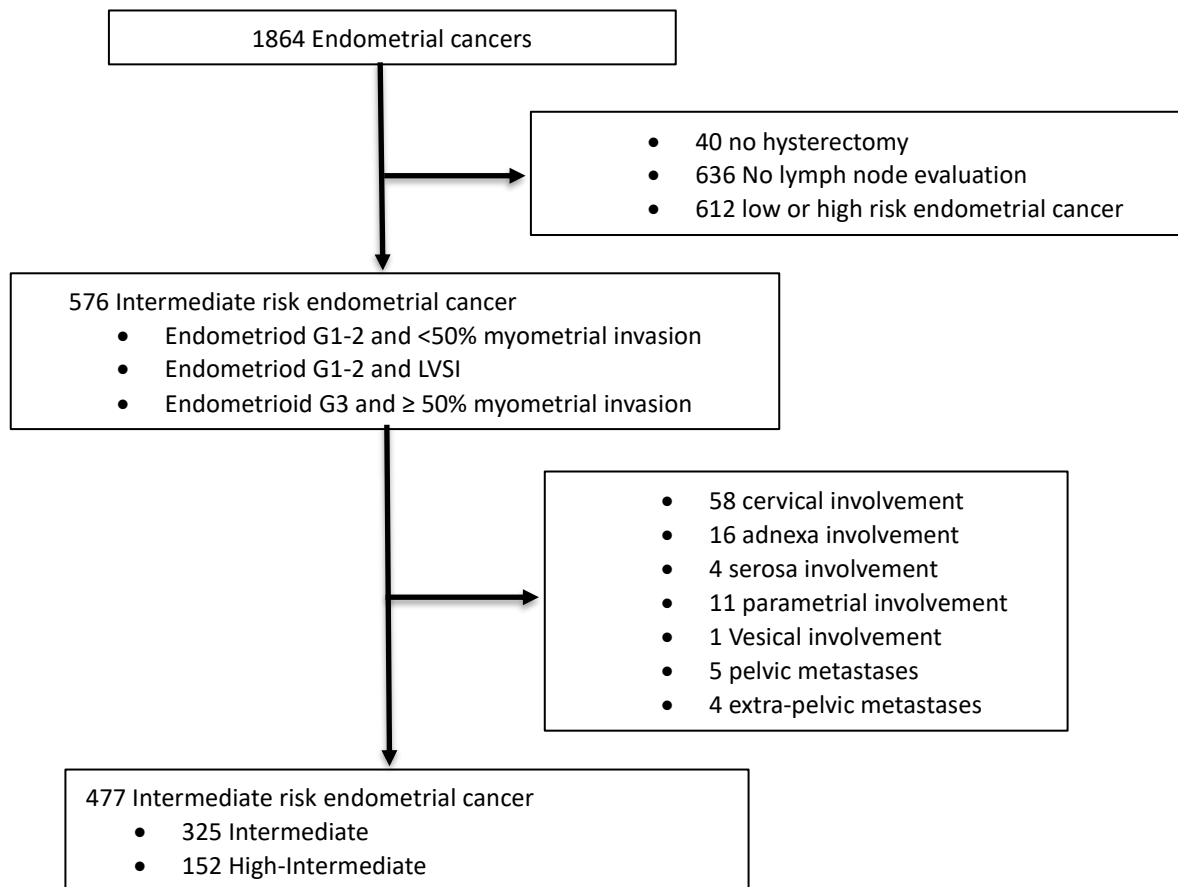 1864 Endometrial cancers
• 40 no hysterectomy
• 636 No lymph node evaluation
• 612 low or high risk endometrial cancer
576 Intermediate risk endometrial cancer
• Endometriod G1-2 and <50% myometrial invasion
• Endometriod G1-2 and LVSI
• Endometrioid G3 and ≥ 50% myometrial invasion
• 58 cervical involvement
• 16 adnexa involvement
• 4 serosa involvement
• 11 parametrial involvement
• 1 Vesical involvement
• 5 pelvic metastases
• 4 extra-pelvic metastases
477 Intermediate risk endometrial cancer
• 325 Intermediate
• 152 High-Intermediate